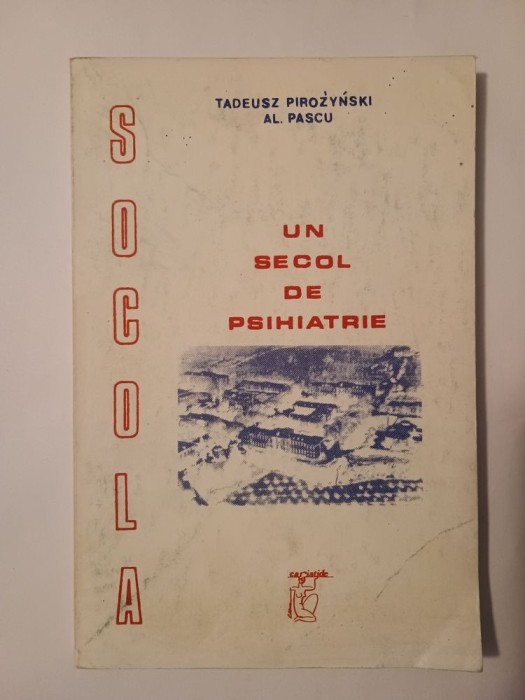 TADEUSZ PIROŻYŃSKI
AL. PASCU
SOCOLA
UN
SECOL
DE
PSIHIATRIE
cariatide